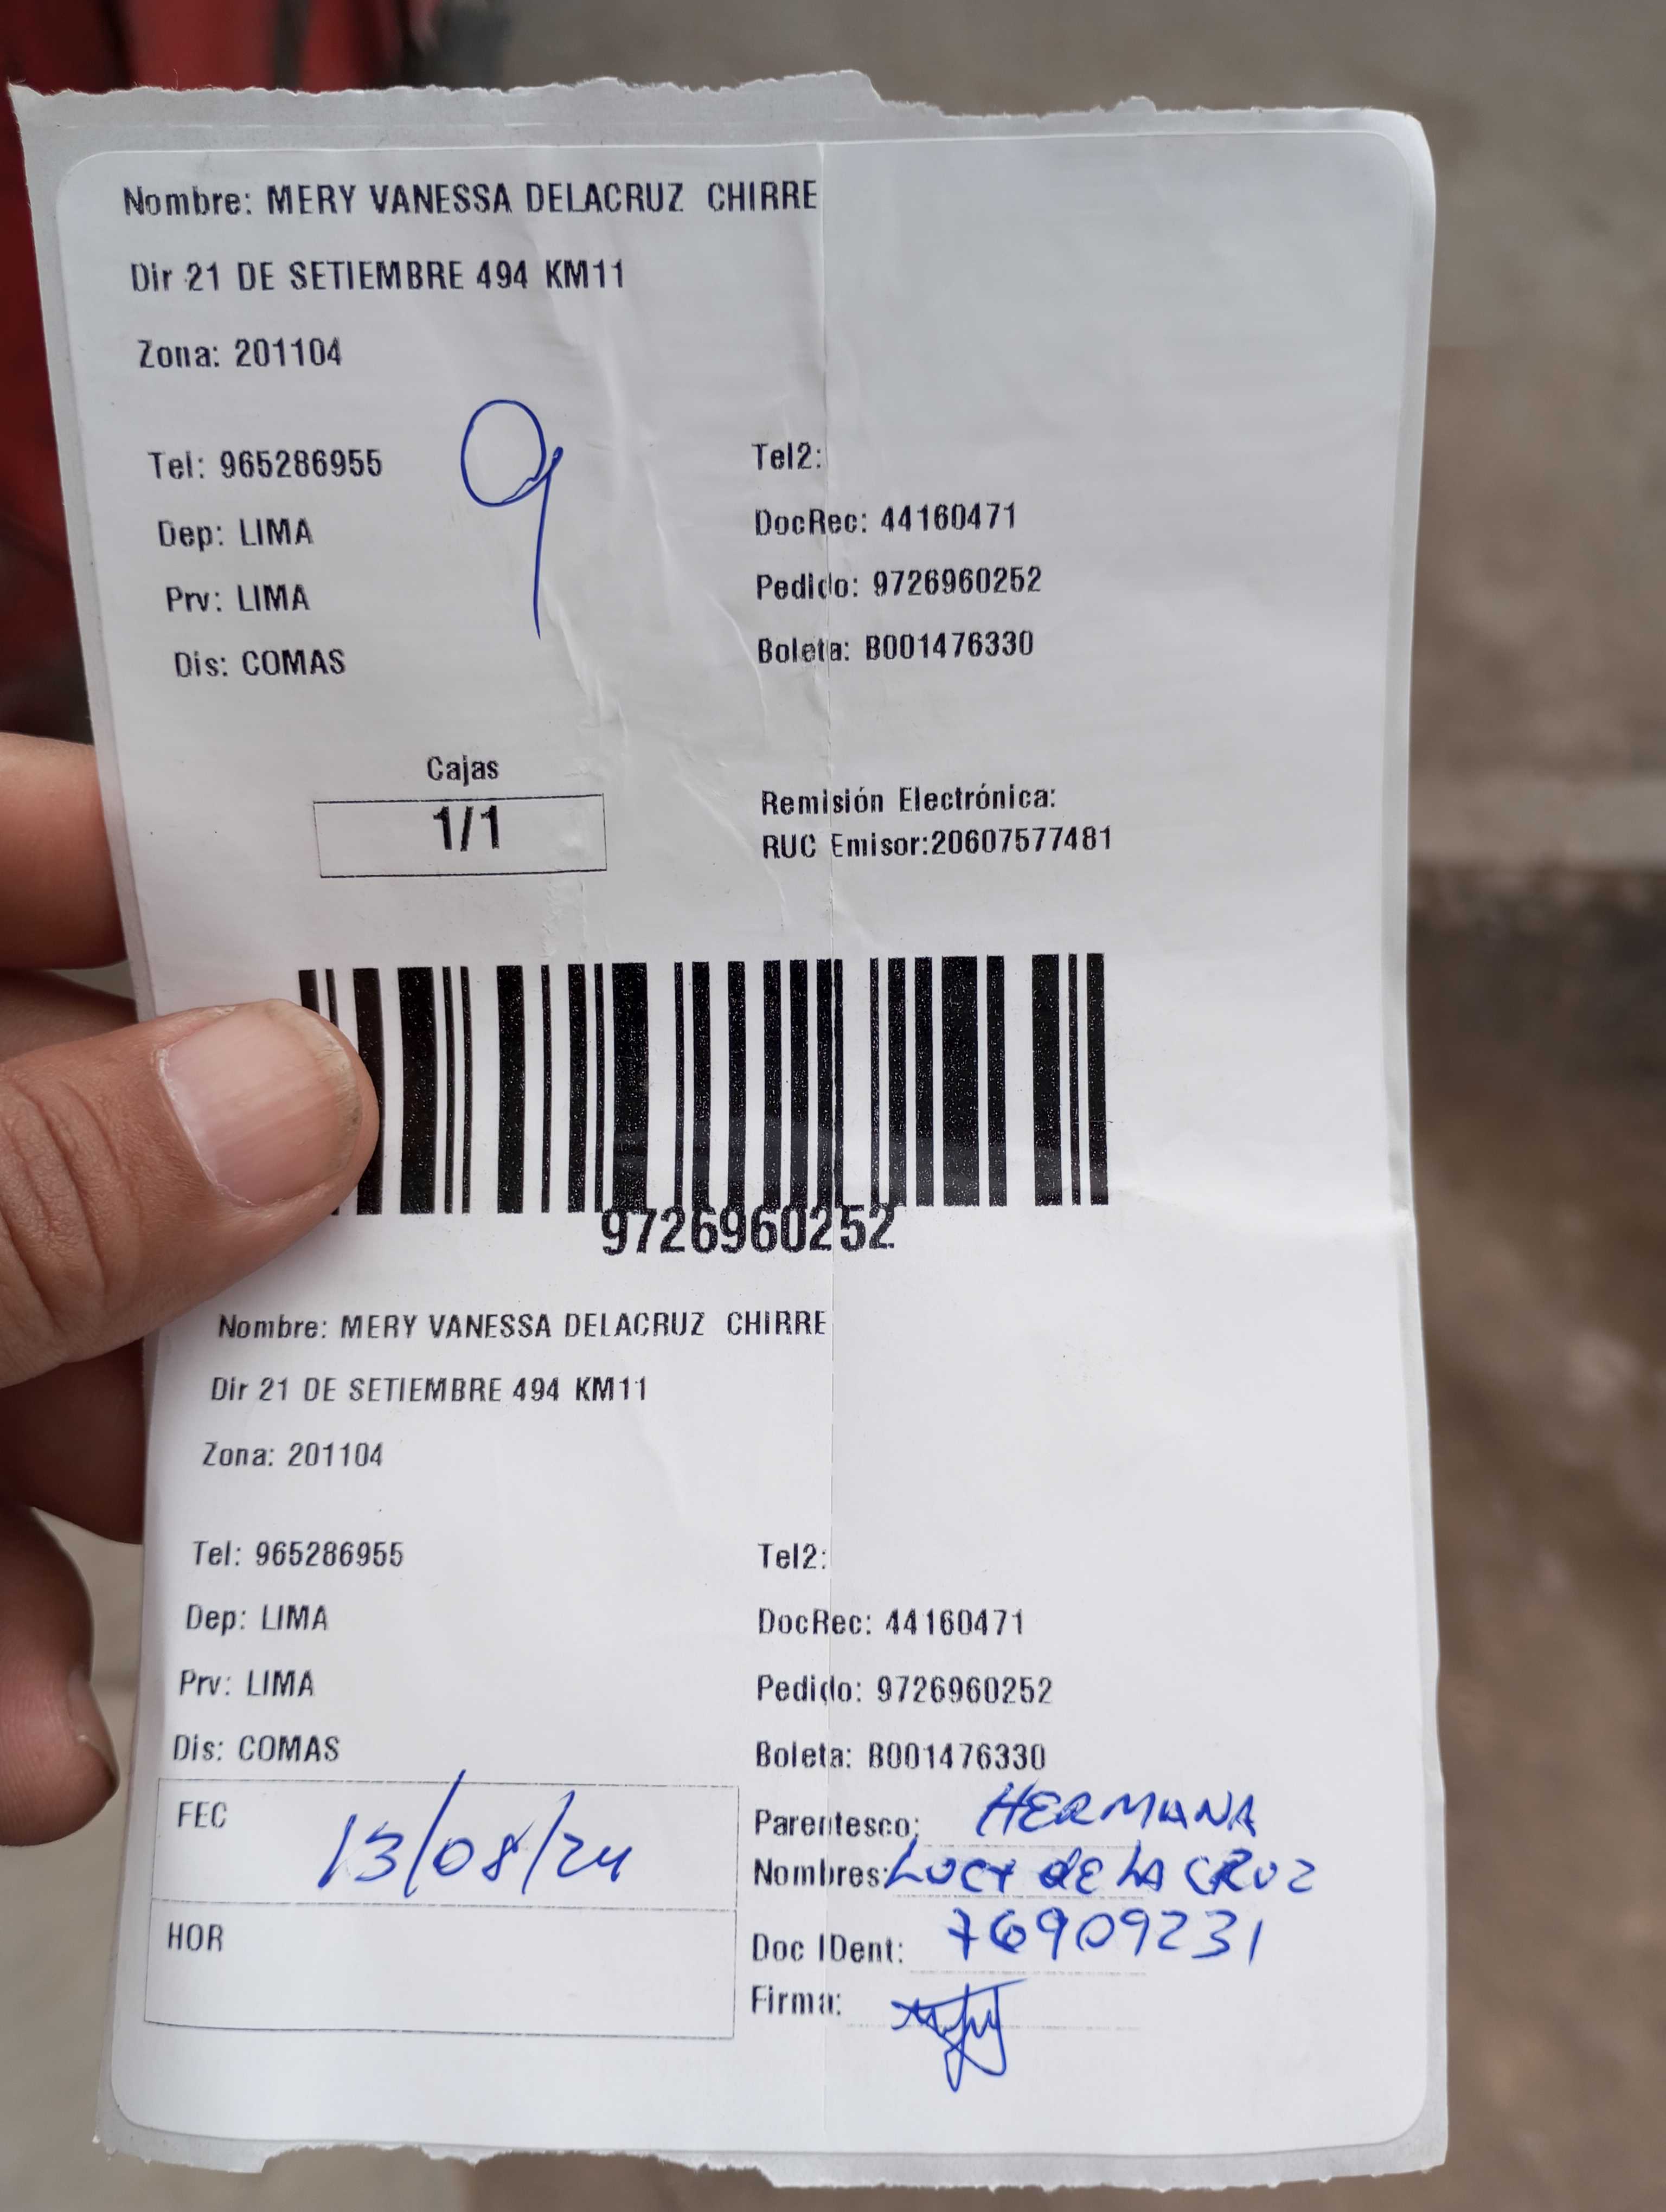 Nombre: MERY VANESSA DELACRUZ CHIRRE
Dir 21 DE SETIEMBRE 494 KM11
Zona: 201104
9
Tel: 965286955 Tel2:
Dep: LIMA DocRec: 44160471
Prv: LIMA Pedido: 9726960252
Dis: COMAS Boleta: B001476330
Cajas
1/1
Remisión Electrónica:
RUC Emisor:20607577481
9726960252
Nombre: MERY VANESSA DELACRUZ CHIRRE
Dir 21 DE SETIEMBRE 494 KM11
Zona: 201104
Tel: 965286955 Tel2:
Dep: LIMA DocRec: 44160471
Prv: LIMA Pedido: 9726960252
Dis: COMAS Boleta: B001476330
FEC 13/08/24
HOR
Parentesco: HERMANA
Nombres: LUCY DE LA CRUZ
Doc IDent: 76909231
Firma: